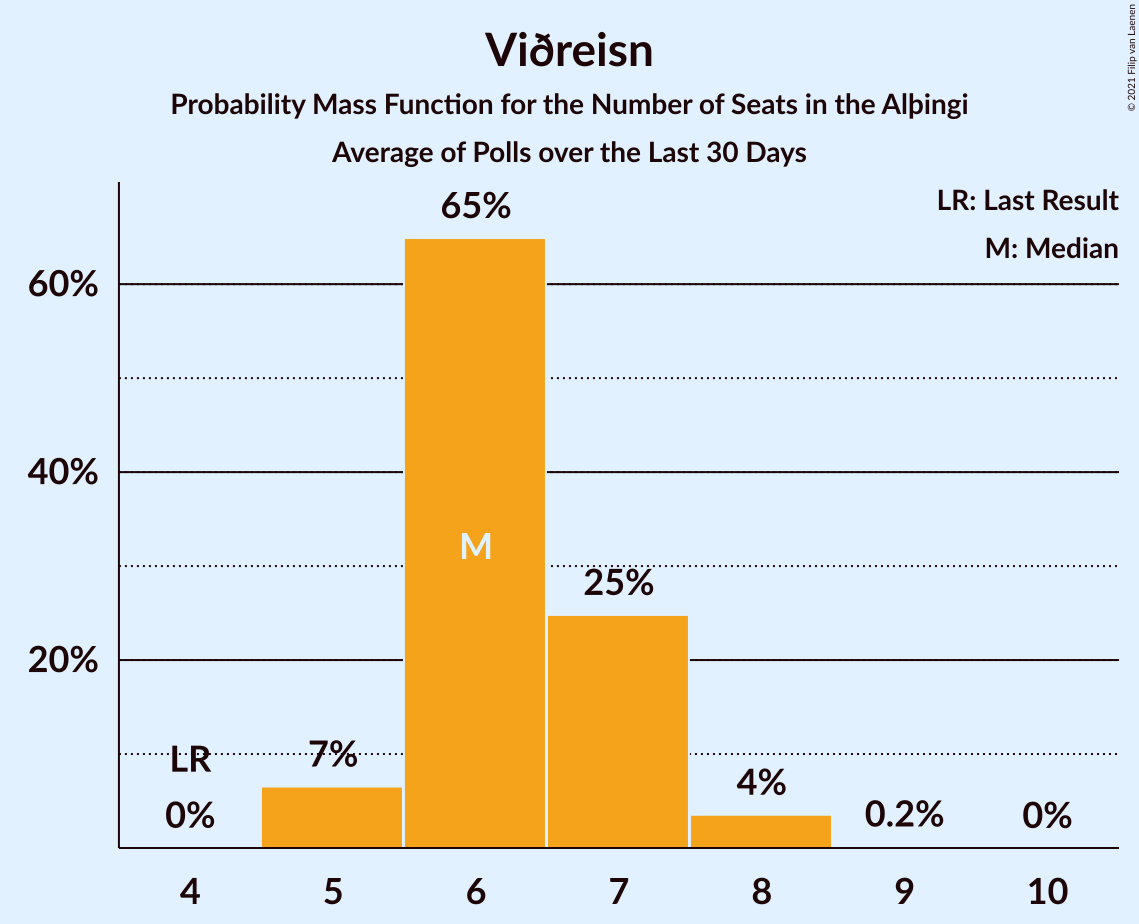 Viðreisn
Probability Mass Function for the Number of Seats in the Alþingi
Average of Polls over the Last 30 Days
© 2021 Filip van Laenen
LR: Last Result
M: Median
60%
40%
20%
LR
0%
7%
65%
M
25%
4%
0.2%
0%
4 5 6 7 8 9 10